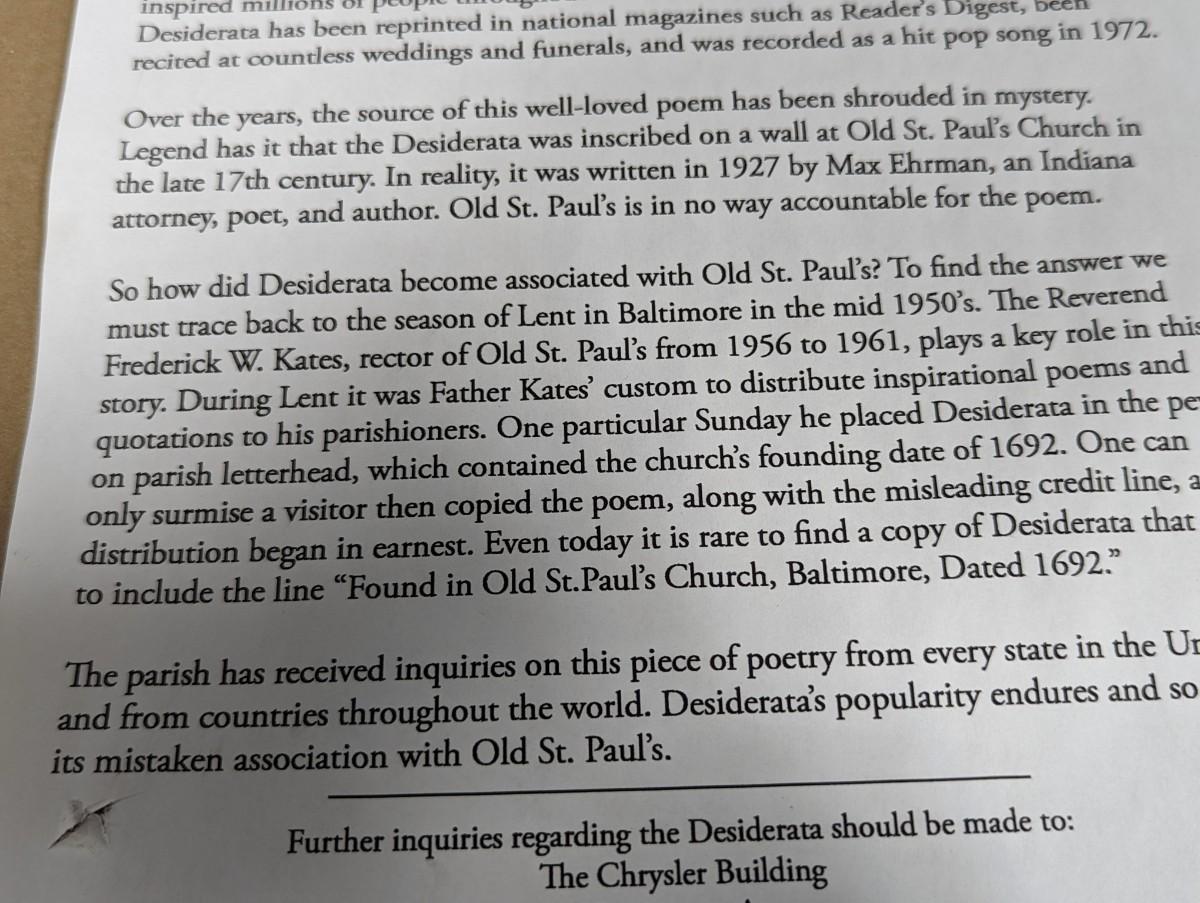 inspired millions of people
Desiderata has been reprinted in national magazines such as Reader's Digest, been
recited at countless weddings and funerals, and was recorded as a hit pop song in 1972.
Over the years, the source of this well-loved poem has been shrouded in mystery.
Legend has it that the Desiderata was inscribed on a wall at Old St. Paul's Church in
the late 17th century. In reality, it was written in 1927 by Max Ehrman, an Indiana
attorney, poet, and author. Old St. Paul's is in no way accountable for the poem.
So how did Desiderata become associated with Old St. Paul's? To find the answer we
must trace back to the season of Lent in Baltimore in the mid 1950's. The Reverend
Frederick W. Kates, rector of Old St. Paul's from 1956 to 1961, plays a key role in this
story. During Lent it was Father Kates' custom to distribute inspirational poems and
quotations to his parishioners. One particular Sunday he placed Desiderata in the
on parish letterhead, which contained the church's founding date of 1692. One can
only surmise a visitor then copied the poem, along with the misleading credit line,
distribution began in earnest. Even today it is rare to find a copy of Desiderata that
to include the line “Found in Old St.Paul's Church, Baltimore, Dated 1692.”
The parish has received inquiries on this piece of poetry from every state in the
and from countries throughout the world. Desiderata's popularity endures and so
its mistaken association with Old St. Paul's.
Further inquiries regarding the Desiderata should be made to:
The Chrysler Building